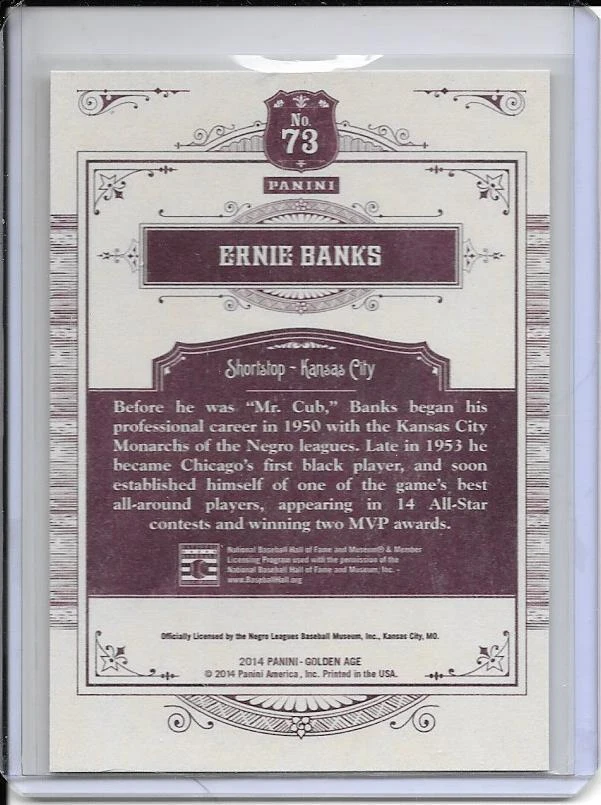 No.
73
PANINI
ERNIE BANKS
Shortstop - Kansas City
Before he was “Mr. Cub,” Banks began his
professional career in 1950 with the Kansas City
Monarchs of the Negro leagues. Late in 1953 he
became Chicago’s first black player, and soon
established himself of one of the game’s best
all-around players, appearing in 14 All-Star
contests and winning two MVP awards.
National Baseball Hall of Fame and Museum® & Member
Licensing Program used with the permission of the
National Baseball Hall of Fame and Museum, Inc. -
www.BaseballHall.org
Officially Licensed by the Negro Leagues Baseball Museum, Inc., Kansas City, MO.
2014 PANINI - GOLDEN AGE
© 2014 Panini America, Inc. Printed in the USA.